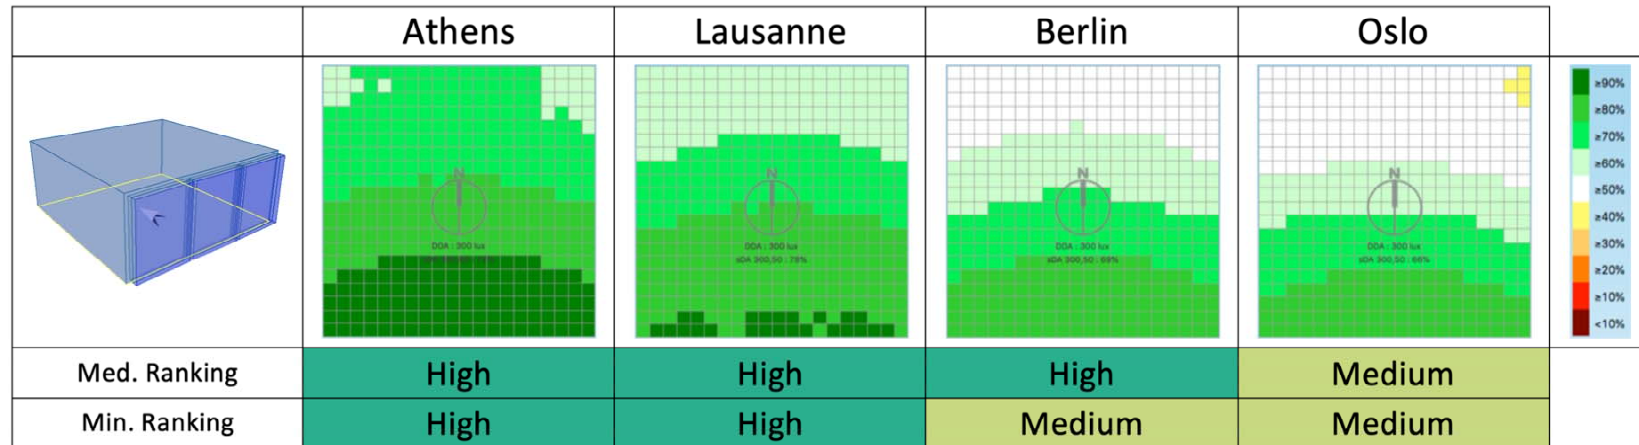 Athens Lausanne Berlin Oslo
N N N N
DDA : 300 lux DDA : 300 lux DDA : 300 lux DDA : 300 lux
sDA 300,50 : 78% sDA 300,50 : 69% sDA 300,50 : 66%
≥90%
≥80%
≥70%
≥60%
≥50%
≥40%
≥30%
≥20%
≥10%
<10%
Med. Ranking High High High Medium
Min. Ranking High High Medium Medium